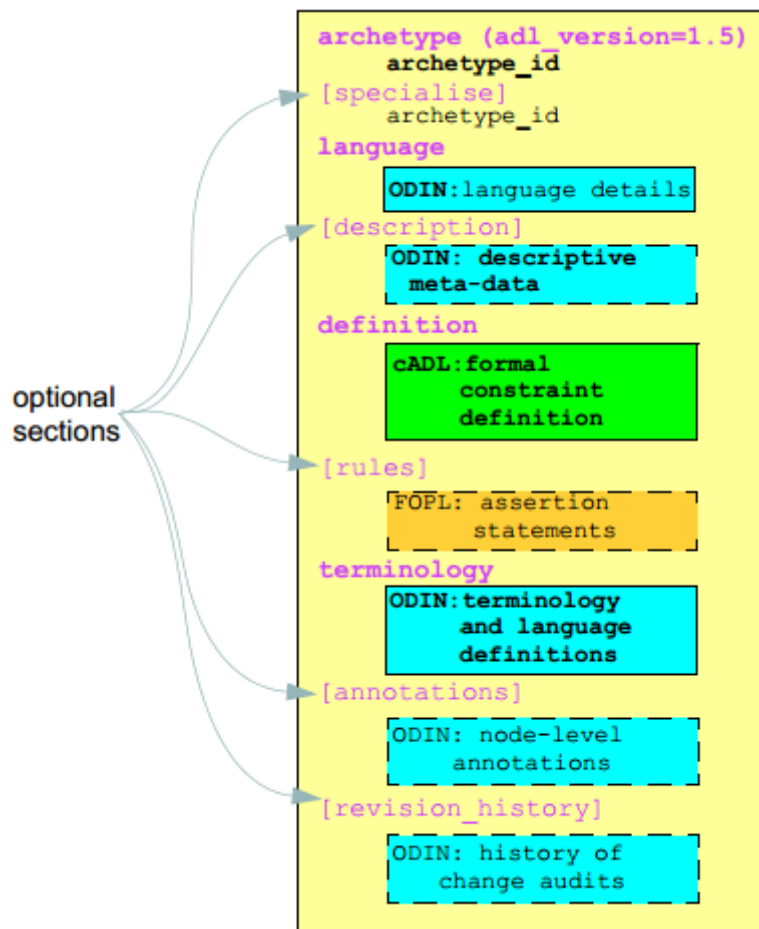 archetype (adl_version=1.5)
archetype_id
[specialise]
archetype_id
language
ODIN:language details
[description]
ODIN: descriptive
meta-data
definition
cADL:formal
constraint
definition
optional
sections
[rules]
FOPL: assertion
statements
terminology
ODIN:terminology
and language
definitions
[annotations]
ODIN: node-level
annotations
[revision_history]
ODIN: history of
change audits